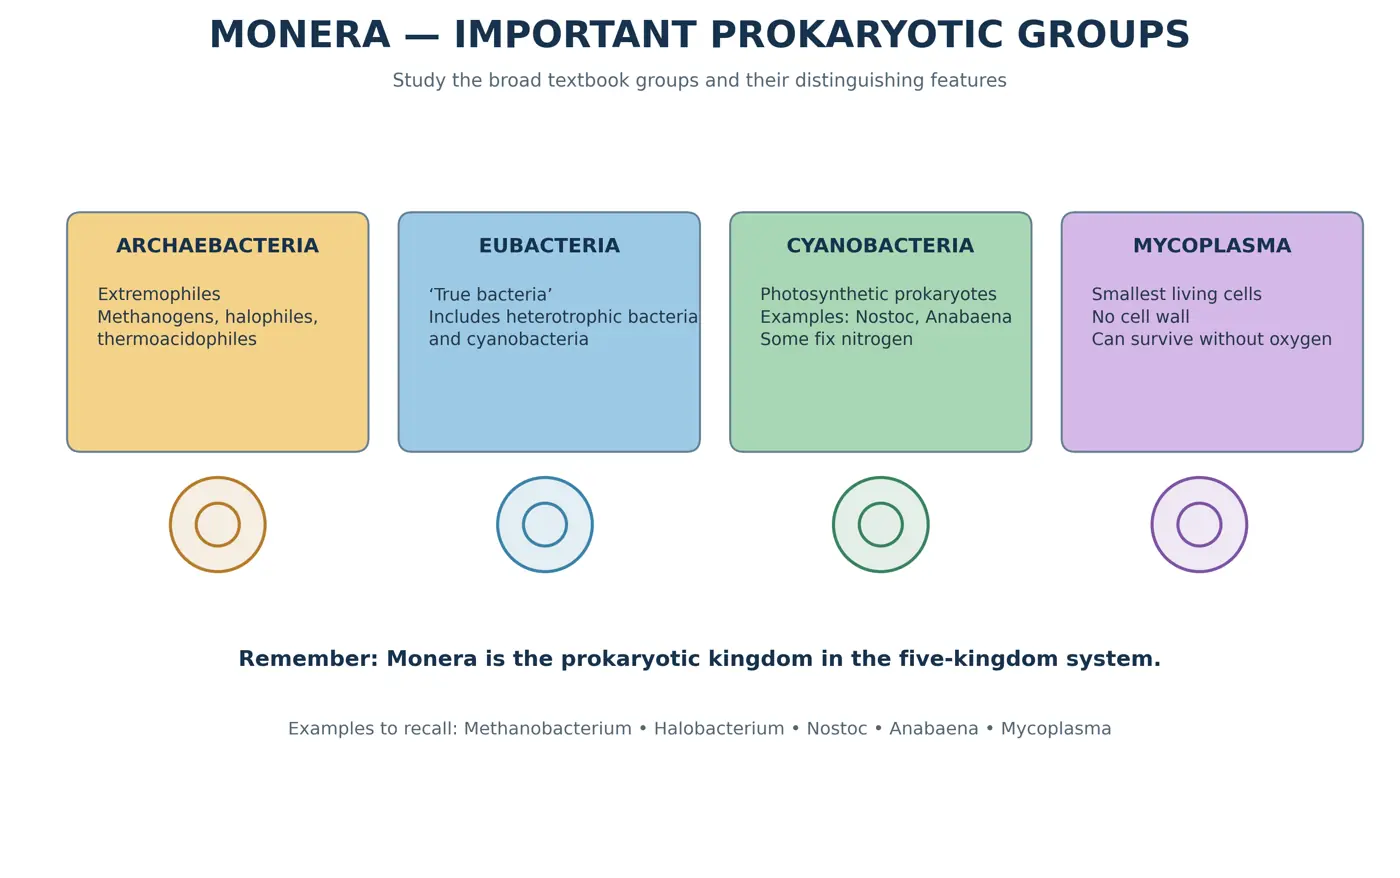 MONERA — IMPORTANT PROKARYOTIC GROUPS
Study the broad textbook groups and their distinguishing features
ARCHAEBACTERIA
Extremophiles
Methanogens, halophiles,
thermoacidophiles
EUBACTERIA
‘True bacteria’
Includes heterotrophic bacteria
and cyanobacteria
CYANOBACTERIA
Photosynthetic prokaryotes
Examples: Nostoc, Anabaena
Some fix nitrogen
MYCOPLASMA
Smallest living cells
No cell wall
Can survive without oxygen
Remember: Monera is the prokaryotic kingdom in the five-kingdom system.
Examples to recall: Methanobacterium • Halobacterium • Nostoc • Anabaena • Mycoplasma